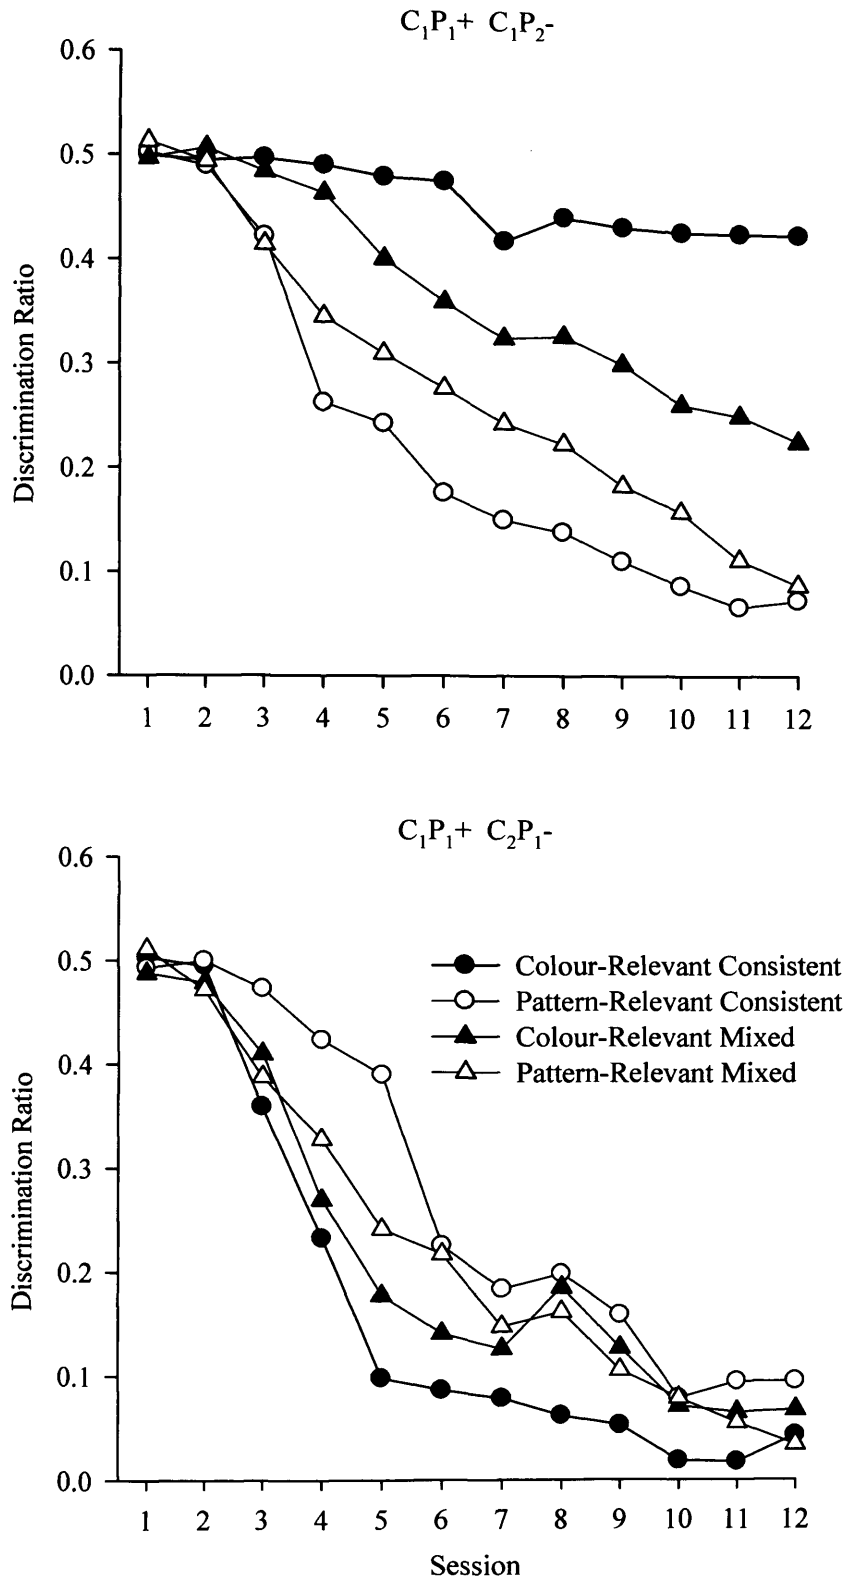 C₁P₁+ C₁P₂-
0.6
0.5
0.4
0.3
0.2
0.1
0.0
Discrimination Ratio
1 2 3 4 5 6 7 8 9 10 11 12
C₁P₁+ C₂P₁-
0.6
0.5
0.4
0.3
0.2
0.1
0.0
Discrimination Ratio
Colour-Relevant Consistent
Pattern-Relevant Consistent
Colour-Relevant Mixed
Pattern-Relevant Mixed
1 2 3 4 5 6 7 8 9 10 11 12
Session